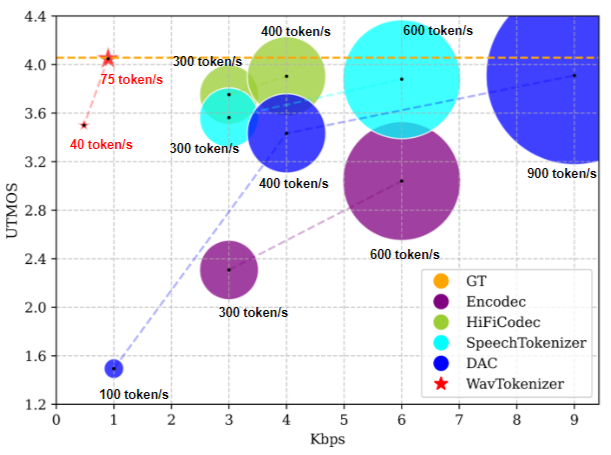 4.4
4.0
3.6
3.2
2.8
2.4
2.0
1.6
1.2
UTMOS
400 token/s
600 token/s
300 token/s
75 token/s
40 token/s
300 token/s
400 token/s
900 token/s
600 token/s
300 token/s
100 token/s
GT
Encodec
HiFiCodec
SpeechTokenizer
DAC
WavTokenizer
0 1 2 3 4 5 6 7 8 9
Kbps